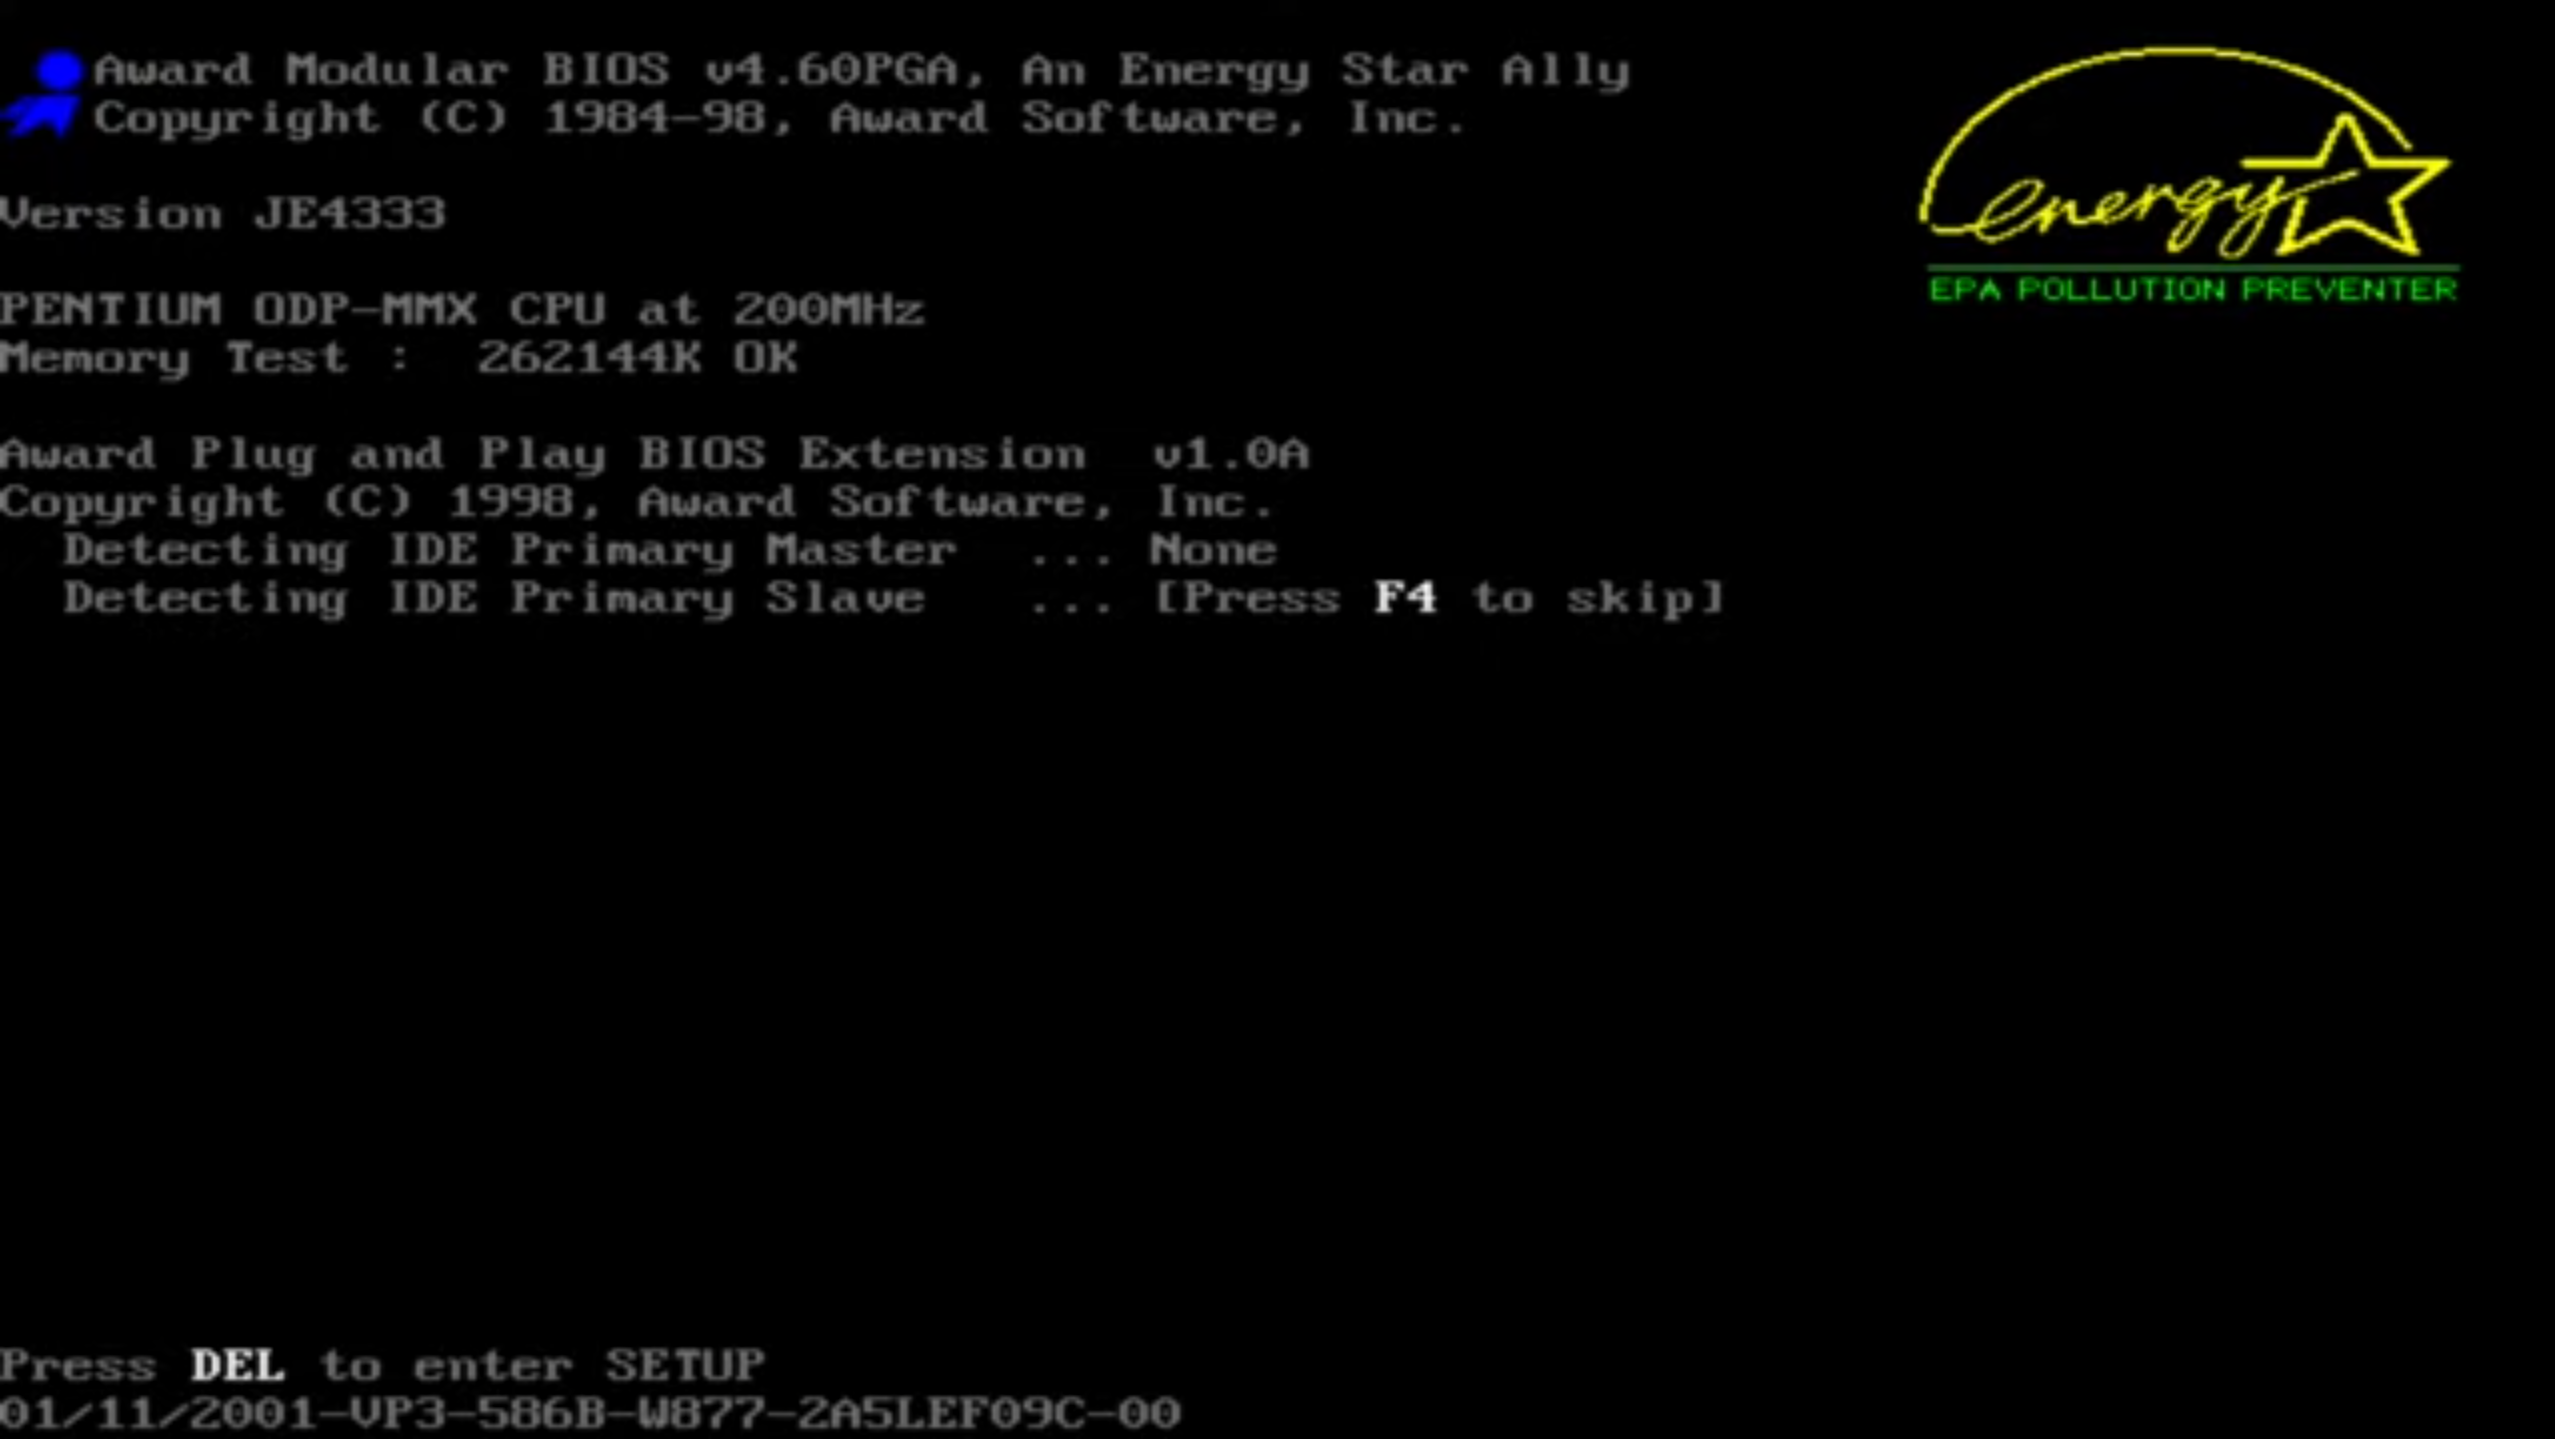 Award Modular BIOS v4.60PGA, An Energy Star Ally
Copyright (C) 1984-98, Award Software, Inc.
energy
EPA POLLUTION PREVENTER
Version JE4333
PENTIUM ODP-MMX CPU at 200MHz
Memory Test :  262144K OK
Award Plug and Play BIOS Extension  v1.0A
Copyright (C) 1998, Award Software, Inc.
Detecting IDE Primary Master  ... None
Detecting IDE Primary Slave   ... [Press F4 to skip]
Press DEL to enter SETUP
01/11/2001-VP3-586B-W877-2A5LEF09C-00